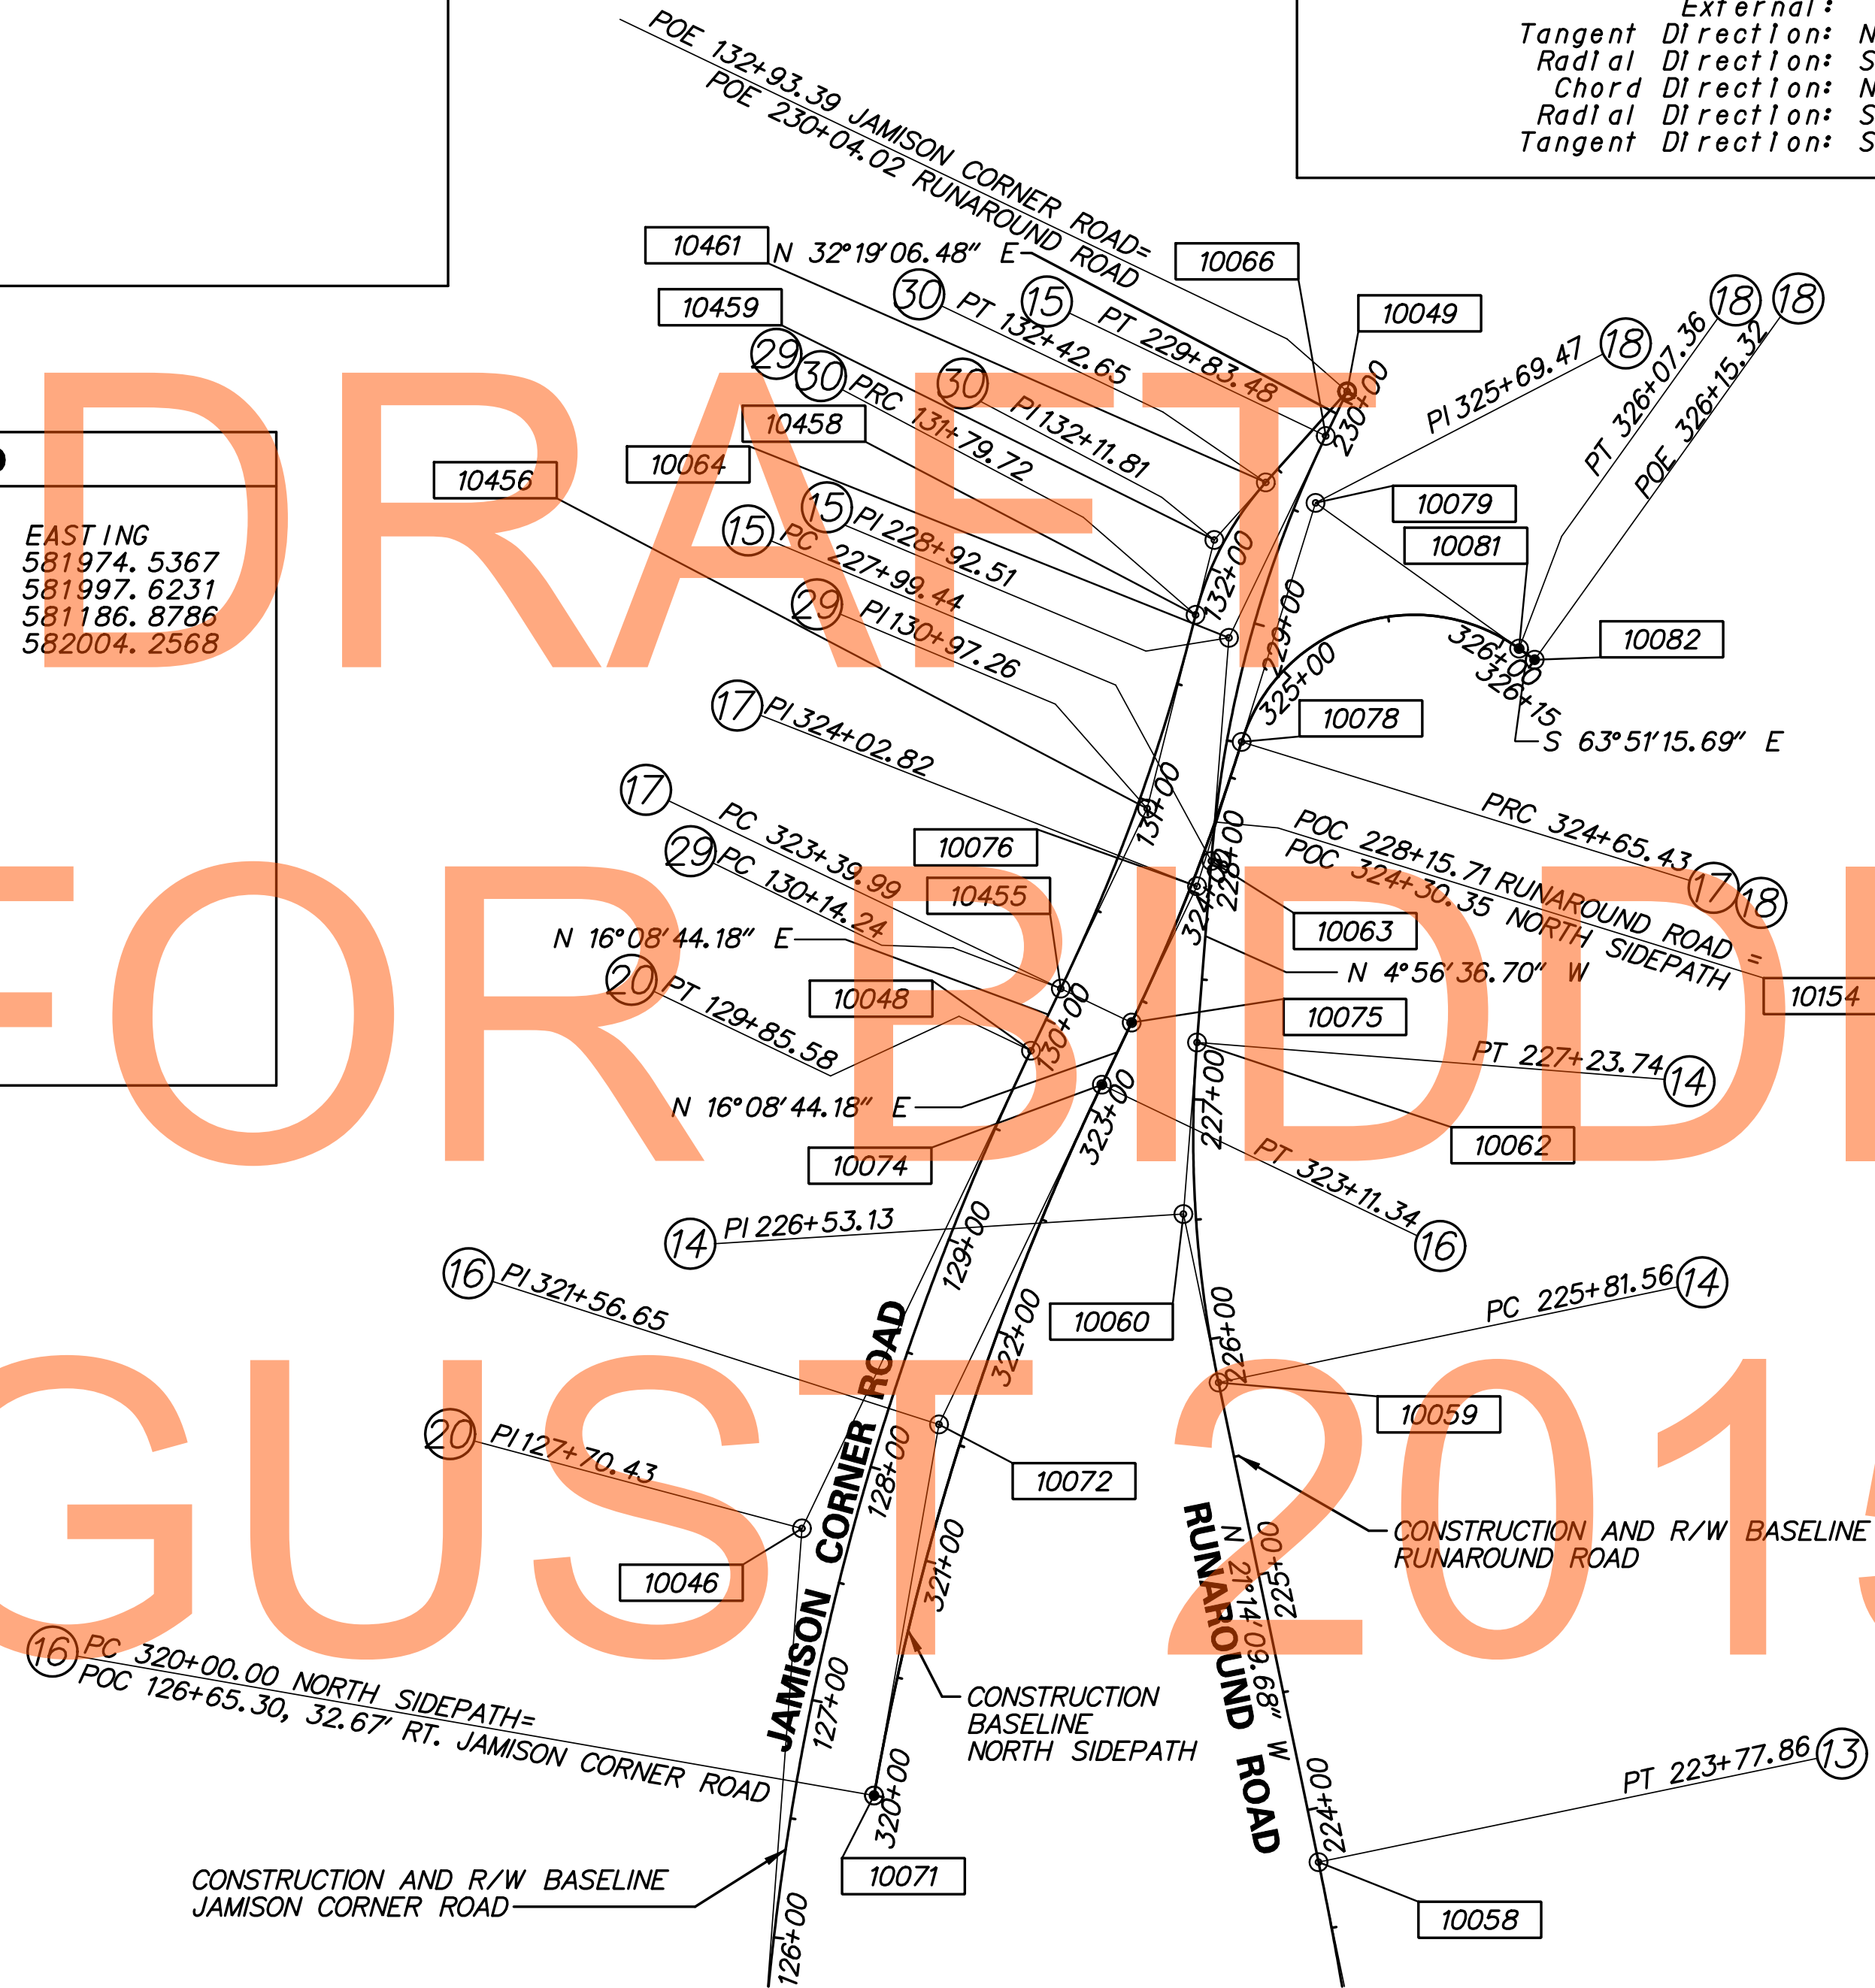 External:
Tangent Direction: N
Radial Direction: S
Chord Direction: N
Radial Direction: S
Tangent Direction: S
POE 132+93.39 JAMISON CORNER ROAD=
POE 230+04.02 RUNAROUND ROAD
10461
N 32°19'06.48" E
10066
10459
30
PT 132+42.65
15
PT 229+83.48
10049
18
18
PT 326+07.36
POE 326+15.32
18
PI 325+69.47
29
30
PRC 131+79.72
30
PI 132+11.81
230+00
10458
10064
10456
15
PI 228+92.51
15
PC 227+99.44
10079
10081
EASTING
581974.5367
581997.6231
581186.8786
582004.2568
29
PI 130+97.26
132+00
229+00
325+00
326+00
326+15
10082
S 63°51'15.69" E
10078
17
PI 324+02.82
17
PC 323+39.99
29
PC 130+14.24
131+00
10076
10455
324+00
228+00
PRC 324+65.43
17
18
POC 228+15.71 RUNAROUND ROAD =
POC 324+30.35 NORTH SIDEPATH
10154
10063
N 16°08'44.18" E
20
PT 129+85.58
10048
N 4°56'36.70" W
10075
130+00
PT 227+23.74
14
N 16°08'44.18" E
323+00
227+00
10062
10074
PT 323+11.34
16
14
PI 226+53.13
129+00
16
PI 321+56.65
322+00
10060
226+00
PC 225+81.56
14
10059
20
PI 127+70.43
128+00
10072
JAMISON CORNER ROAD
10046
321+00
RUNAROUND ROAD
N 21°14'09.68" W
225+00
CONSTRUCTION AND R/W BASELINE
RUNAROUND ROAD
16
PC 320+00.00 NORTH SIDEPATH=
POC 126+65.30, 32.67' RT. JAMISON CORNER ROAD
127+00
CONSTRUCTION
BASELINE
NORTH SIDEPATH
320+00
224+00
PT 223+77.86
13
10071
CONSTRUCTION AND R/W BASELINE
JAMISON CORNER ROAD
126+00
10058
DRAFT
FOR BIDDI
GUST 201